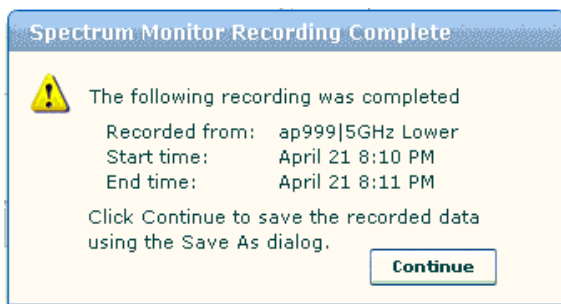 Spectrum Monitor Recording Complete
The following recording was completed
Recorded from: ap999|5GHz Lower
Start time: April 21 8:10 PM
End time: April 21 8:11 PM
Click Continue to save the recorded data
using the Save As dialog.
Continue